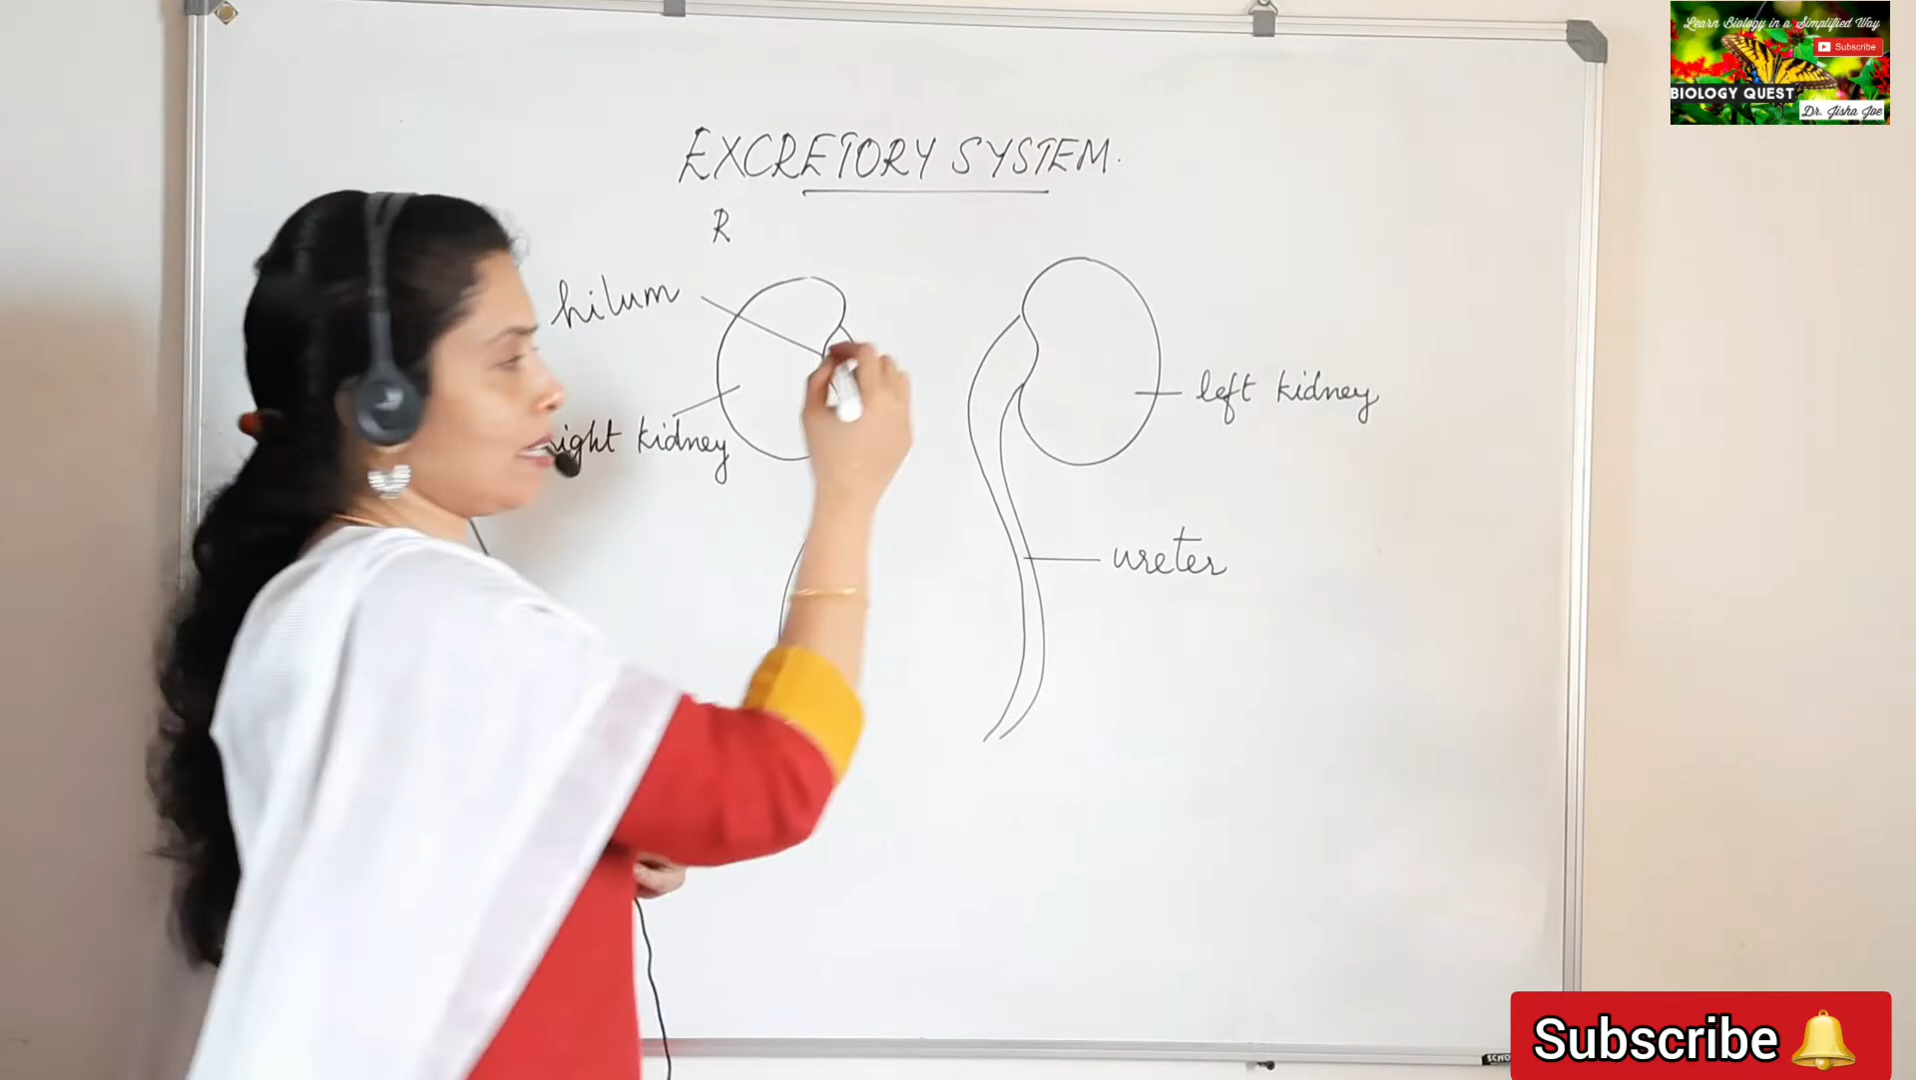 Learn Biology in a Simplified Way
Subscribe
BIOLOGY QUEST
Dr. Jisha Joe
EXCRETORY SYSTEM.
R
hilum
left kidney
ight kidney
ureter
Subscribe